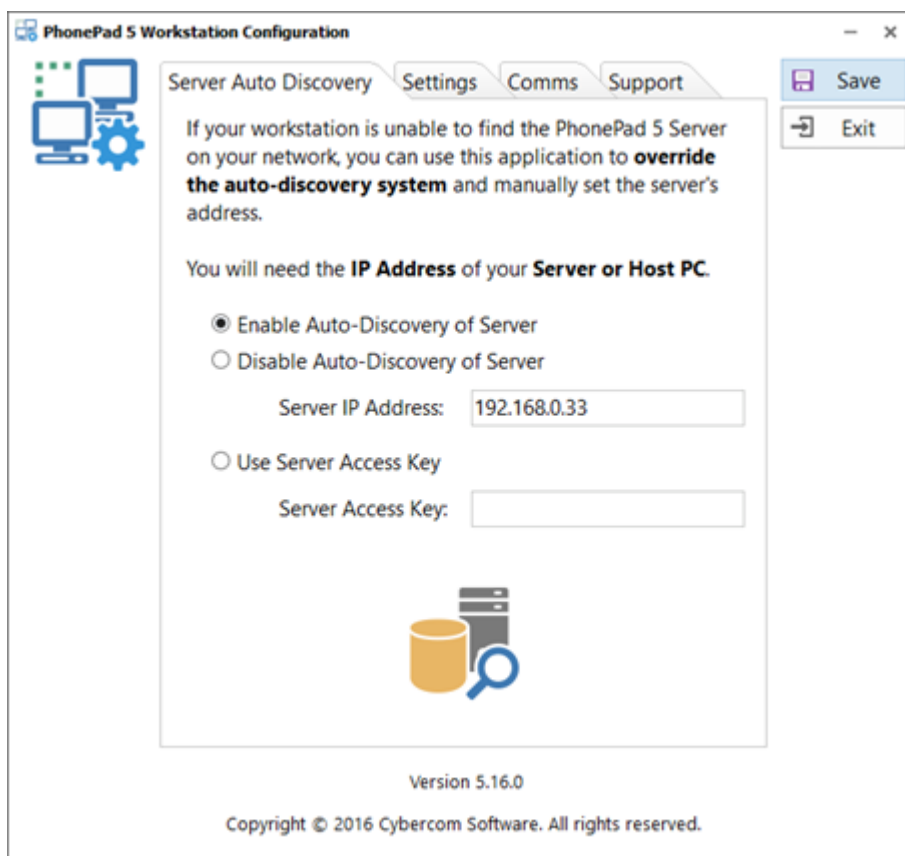 PhonePad 5 Workstation Configuration
Server Auto Discovery Settings Comms Support
Save
Exit
If your workstation is unable to find the PhonePad 5 Server
on your network, you can use this application to override
the auto-discovery system and manually set the server's
address.
You will need the IP Address of your Server or Host PC.
Enable Auto-Discovery of Server
Disable Auto-Discovery of Server
Server IP Address: 192.168.0.33
Use Server Access Key
Server Access Key:
Version 5.16.0
Copyright © 2016 Cybercom Software. All rights reserved.